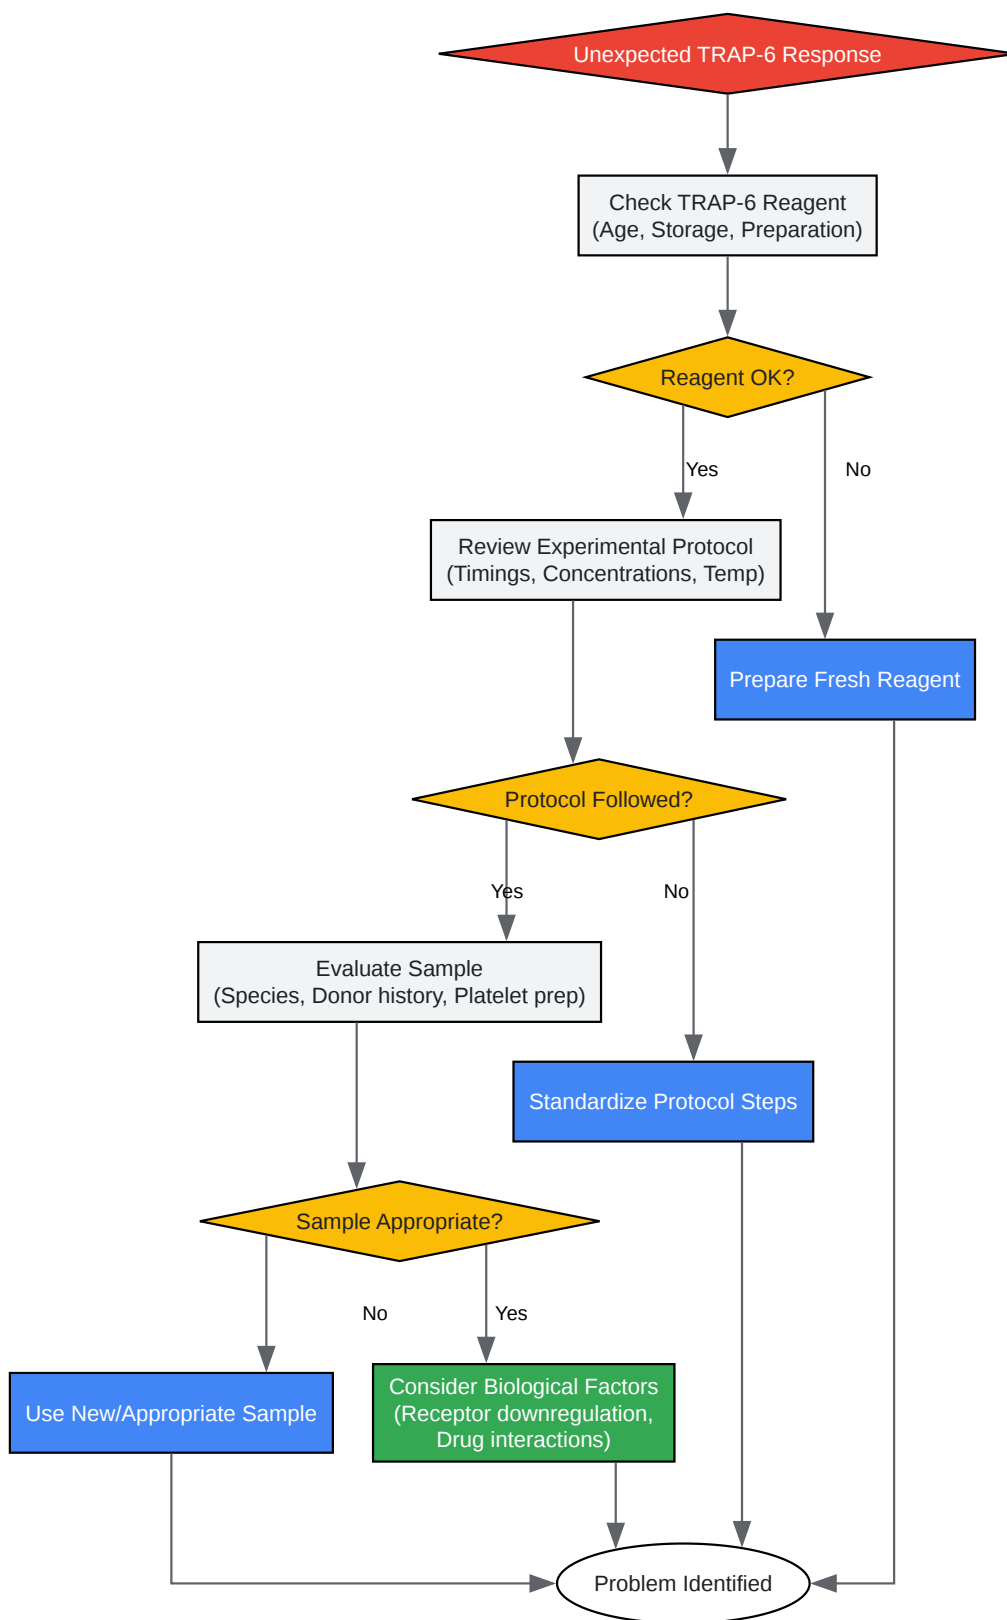 Unexpected TRAP-6 Response
Check TRAP-6 Reagent
(Age, Storage, Preparation)
Reagent OK?
Yes
No
Review Experimental Protocol
(Timings, Concentrations, Temp)
Prepare Fresh Reagent
Protocol Followed?
Yes
No
Evaluate Sample
(Species, Donor history, Platelet prep)
Standardize Protocol Steps
Sample Appropriate?
No
Yes
Use New/Appropriate Sample
Consider Biological Factors
(Receptor downregulation,
Drug interactions)
Problem Identified